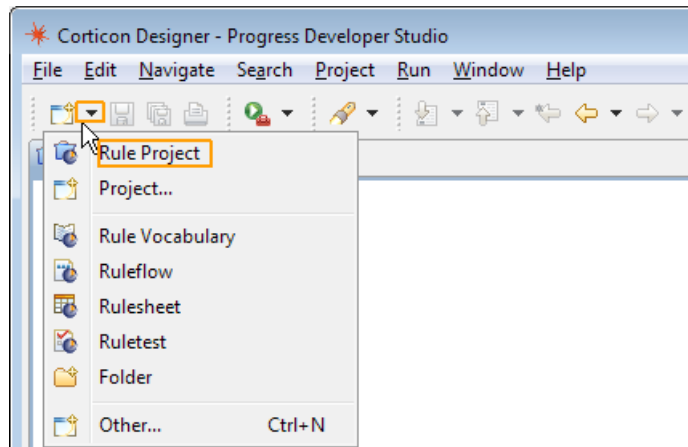 Corticon Designer - Progress Developer Studio
File Edit Navigate Search Project Run Window Help
Rule Project
Project...
Rule Vocabulary
Ruleflow
Rulesheet
Ruletest
Folder
Other... Ctrl+N